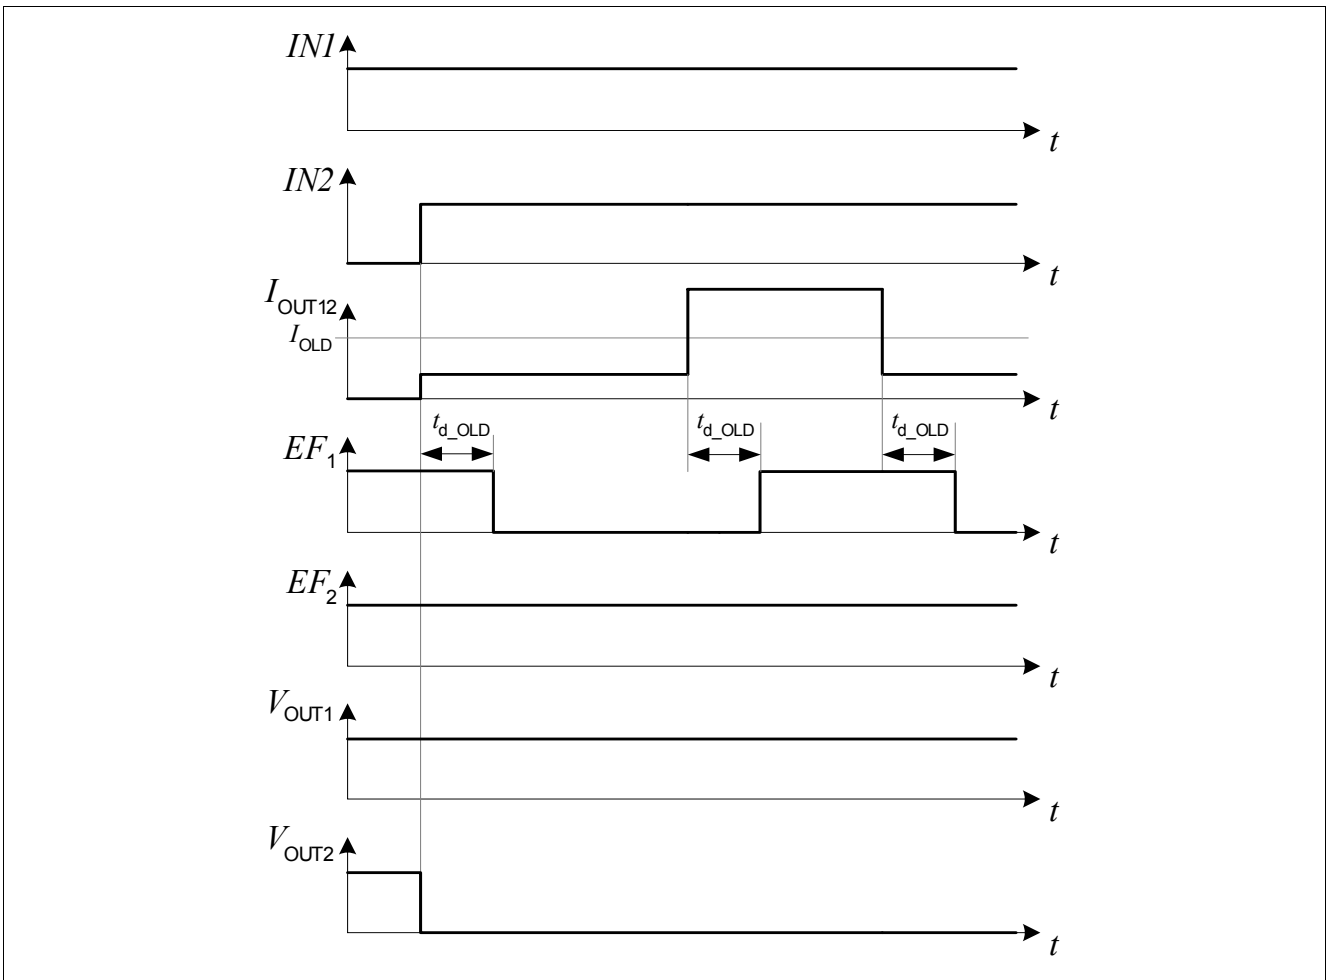 IN1
t
IN2
t
I_OUT12
I_OLD
t
t_d_OLD t_d_OLD t_d_OLD
EF_1
t
EF_2
t
V_OUT1
t
V_OUT2
t